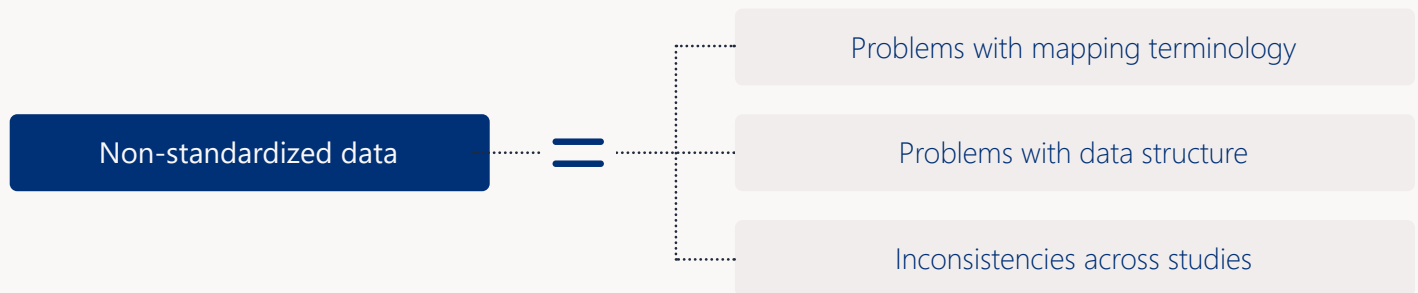 Problems with mapping terminology
Non-standardized data
=
Problems with data structure
Inconsistencies across studies